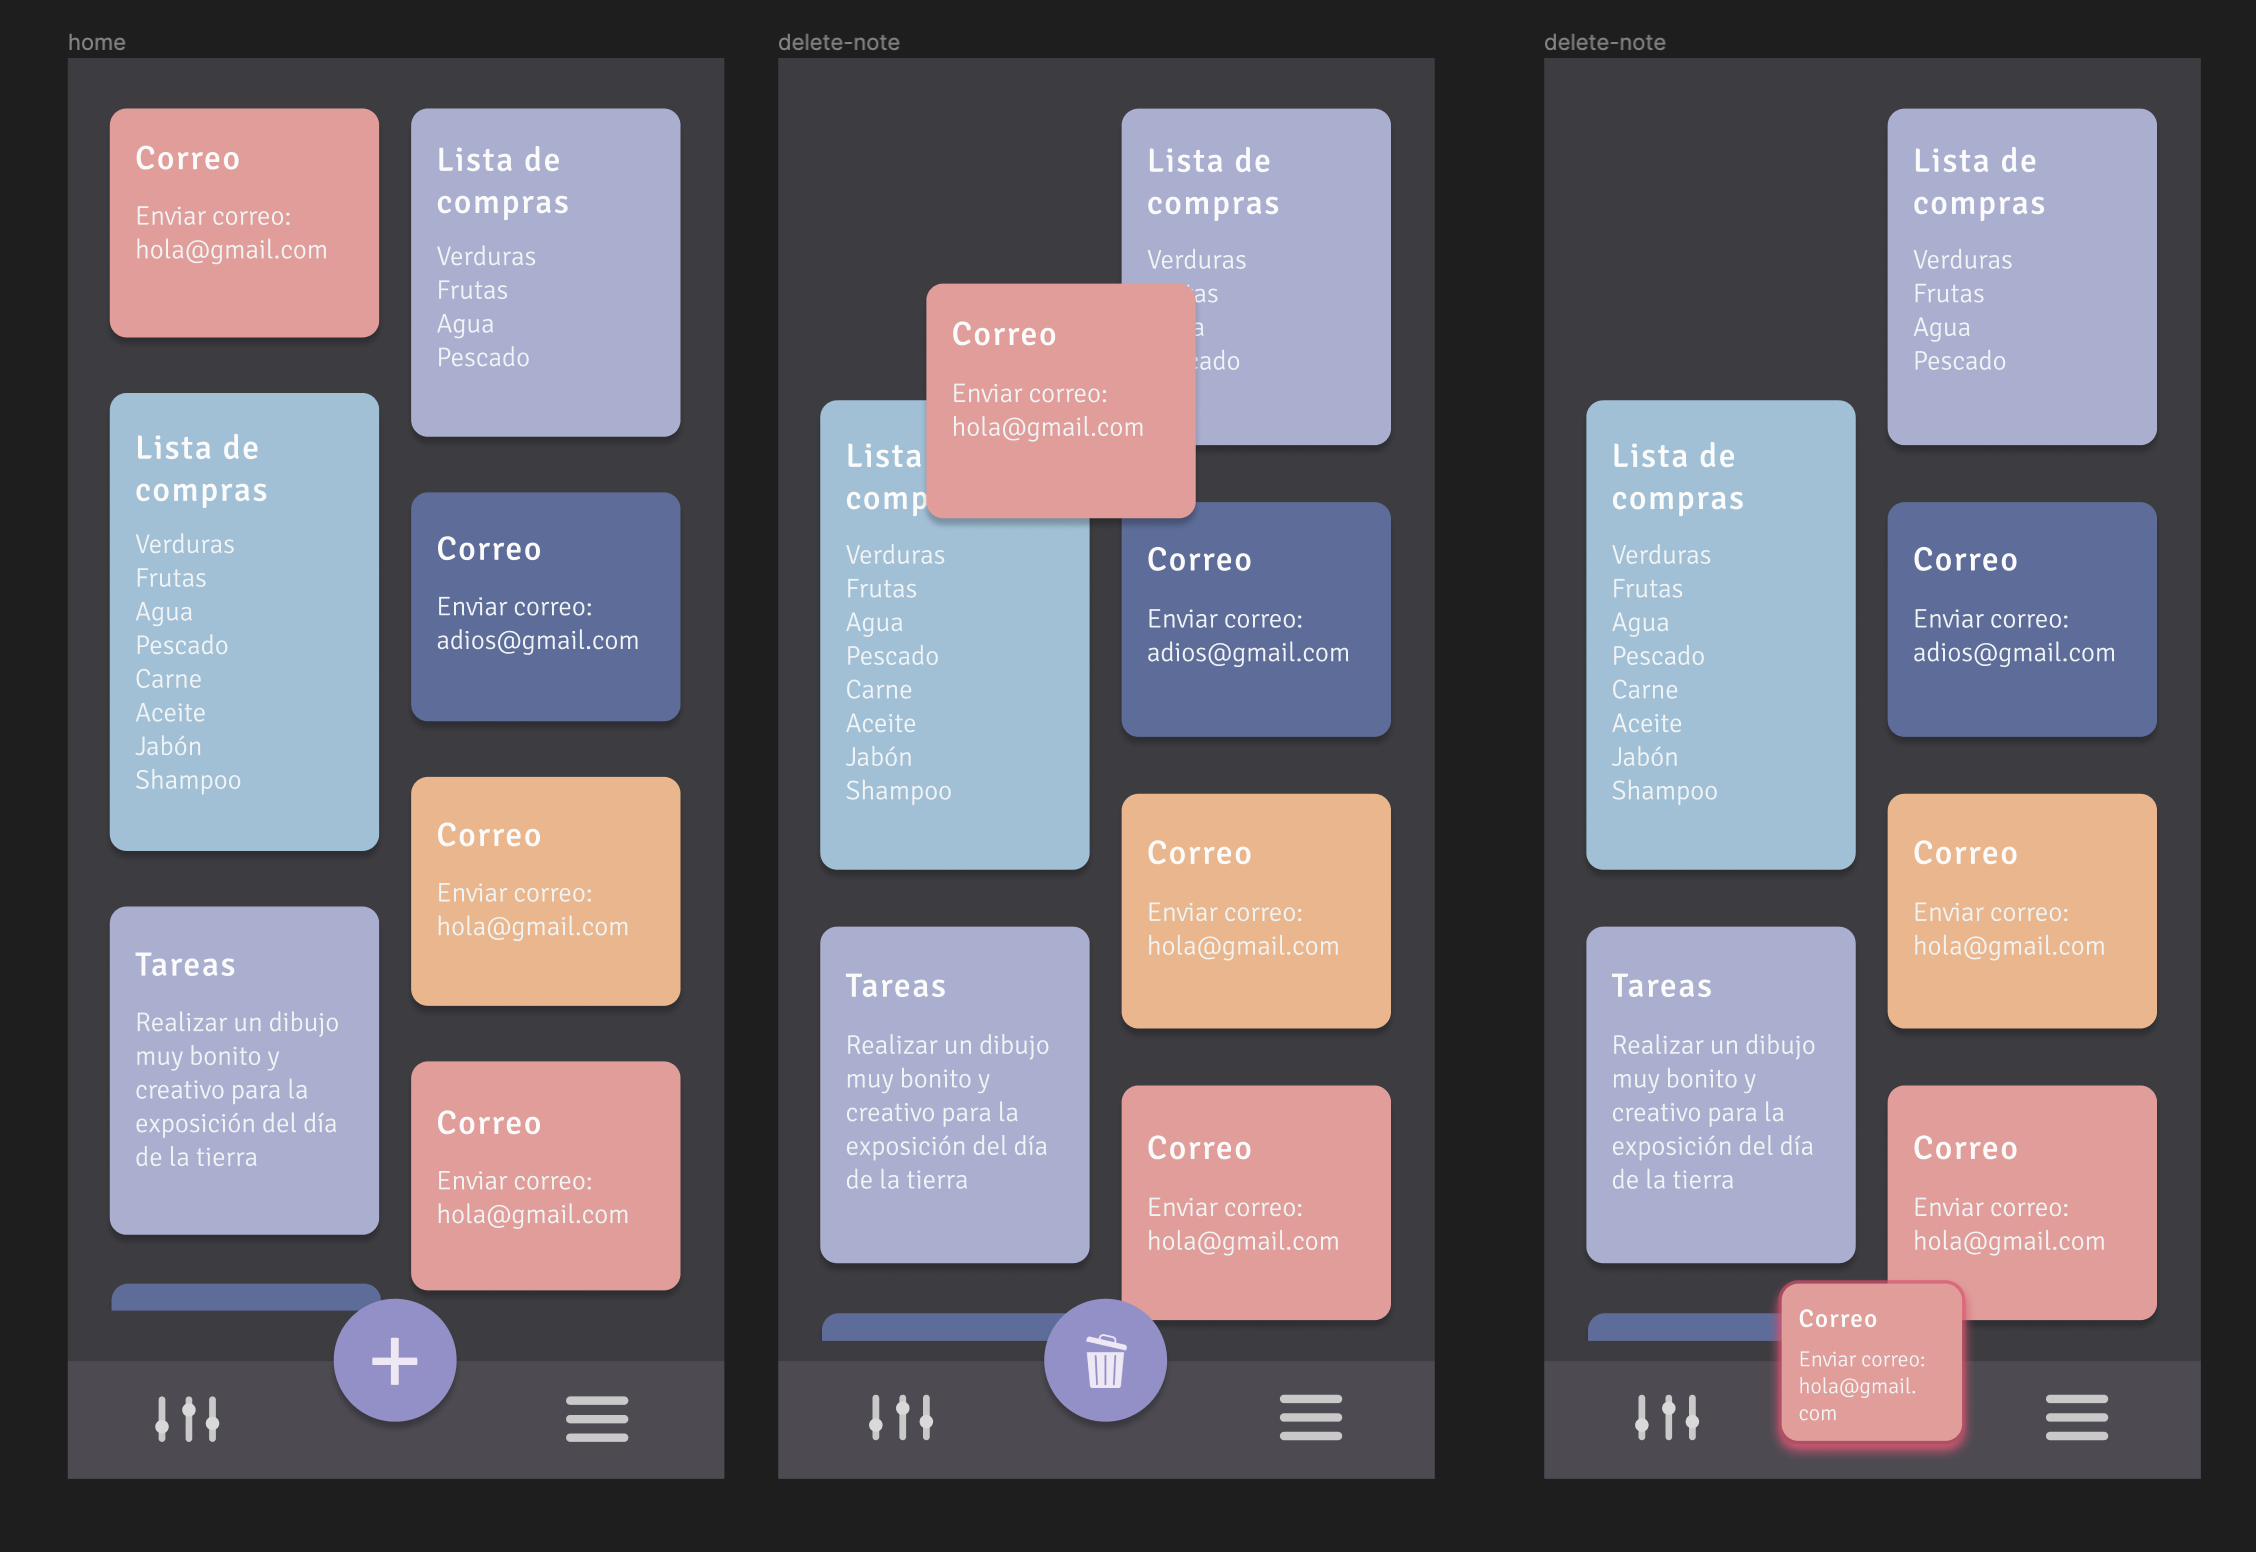 home
Correo
Enviar correo:
hola@gmail.com
Lista de
compras
Verduras
Frutas
Agua
Pescado
Carne
Aceite
Jabón
Shampoo
Tareas
Realizar un dibujo
muy bonito y
creativo para la
exposición del día
de la tierra
Lista de
compras
Verduras
Frutas
Agua
Pescado
Correo
Enviar correo:
adios@gmail.com
Correo
Enviar correo:
hola@gmail.com
Correo
Enviar correo:
hola@gmail.com
delete-note
Correo
Enviar correo:
hola@gmail.com
Lista
comp
Verduras
Frutas
Agua
Pescado
Carne
Aceite
Jabón
Shampoo
Tareas
Realizar un dibujo
muy bonito y
creativo para la
exposición del día
de la tierra
Lista de
compras
Verduras
as
a
cado
Correo
Enviar correo:
adios@gmail.com
Correo
Enviar correo:
hola@gmail.com
Correo
Enviar correo:
hola@gmail.com
delete-note
Lista de
compras
Verduras
Frutas
Agua
Pescado
Carne
Aceite
Jabón
Shampoo
Tareas
Realizar un dibujo
muy bonito y
creativo para la
exposición del día
de la tierra
Lista de
compras
Verduras
Frutas
Agua
Pescado
Correo
Enviar correo:
adios@gmail.com
Correo
Enviar correo:
hola@gmail.com
Correo
Enviar correo:
hola@gmail.com
Correo
Enviar correo:
hola@gmail.
com